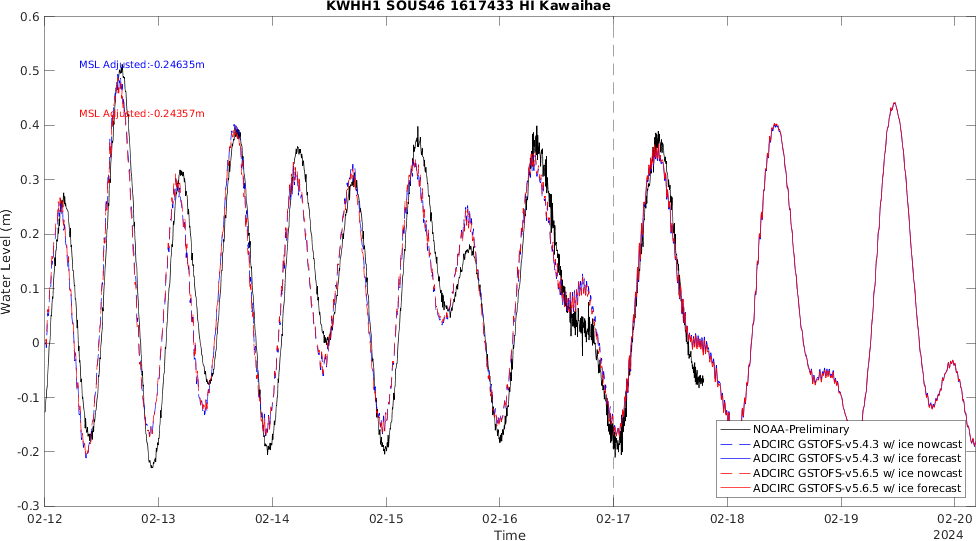 KWHH1 SOUS46 1617433 HI Kawaihae
0.6
0.5
0.4
0.3
0.2
0.1
0
-0.1
-0.2
-0.3
Water Level (m)
MSL Adjusted:-0.24635m
MSL Adjusted:-0.24357m
NOAA-Preliminary
ADCIRC GSTOFS-v5.4.3 w/ ice nowcast
ADCIRC GSTOFS-v5.4.3 w/ ice forecast
ADCIRC GSTOFS-v5.6.5 w/ ice nowcast
ADCIRC GSTOFS-v5.6.5 w/ ice forecast
02-12 02-13 02-14 02-15 02-16 02-17 02-18 02-19 02-20
2024
Time